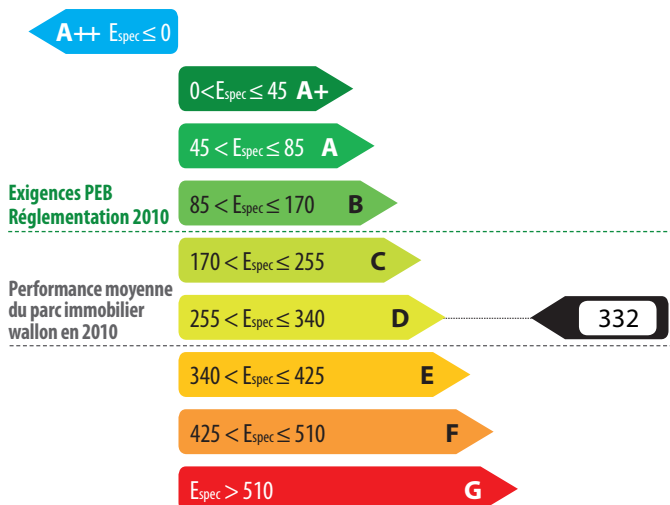 A++ Espec ≤ 0
0<Espec ≤ 45 A+
45 < Espec ≤ 85 A
Exigences PEB
Réglementation 2010
85 < Espec ≤ 170 B
170 < Espec ≤ 255 C
Performance moyenne
du parc immobilier
wallon en 2010
255 < Espec ≤ 340 D
332
340 < Espec ≤ 425 E
425 < Espec ≤ 510 F
Espec > 510 G